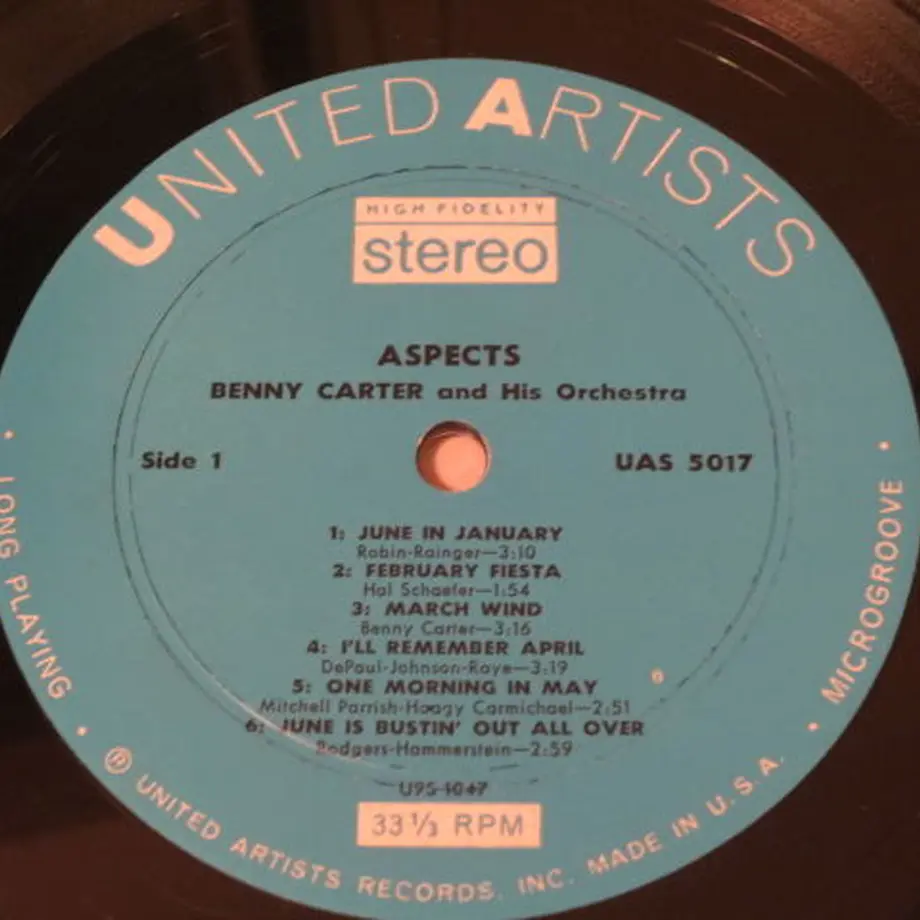 UNITED ARTISTS
HIGH FIDELITY
stereo
ASPECTS
BENNY CARTER and His Orchestra
Side 1
UAS 5017
1: JUNE IN JANUARY
Robin-Rainger—3:10
2: FEBRUARY FIESTA
Hal Schaefer—1:54
3: MARCH WIND
Benny Carter—3:16
4: I'LL REMEMBER APRIL
DePaul-Johnson-Raye—3:19
5: ONE MORNING IN MAY
Mitchell Parrish-Hoagy Carmichael—2:51
6: JUNE IS BUSTIN' OUT ALL OVER
Rodgers-Hammerstein—2:59
33 1/3 RPM
• LONG PLAYING • ® UNITED ARTISTS RECORDS, INC. MADE IN U.S.A. • MICROGROOVE •